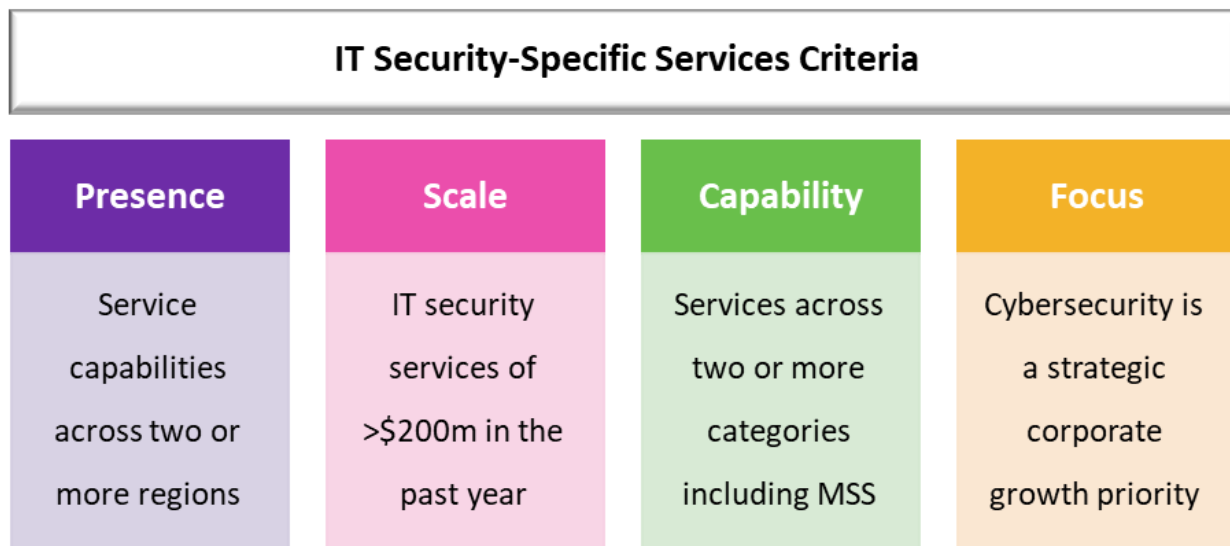 IT Security-Specific Services Criteria
Presence
Service
capabilities
across two or
more regions
Scale
IT security
services of
>$200m in the
past year
Capability
Services across
two or more
categories
including MSS
Focus
Cybersecurity is
a strategic
corporate
growth priority